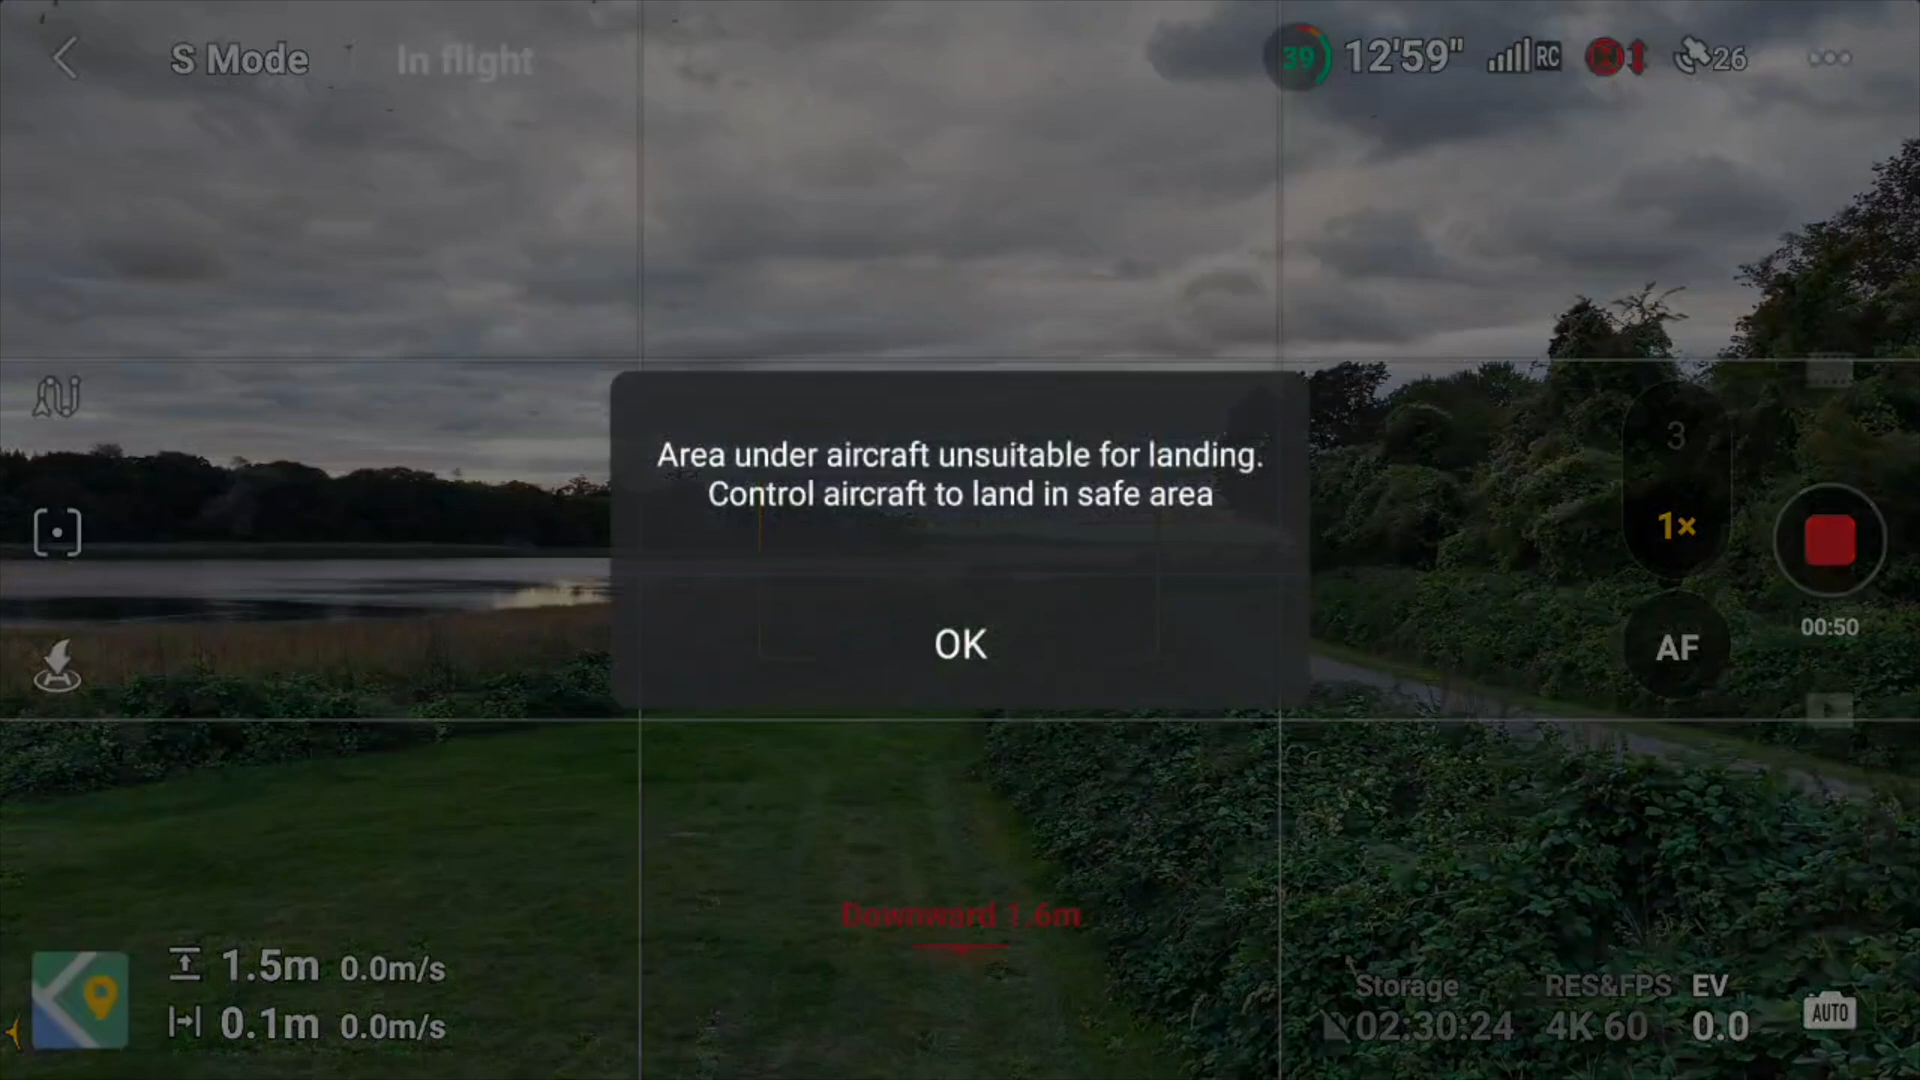 S Mode
In flight
39
12'59"
RC
26
Area under aircraft unsuitable for landing.
Control aircraft to land in safe area
OK
3
1×
AF
00:50
Downward 1.6m
1.5m 0.0m/s
0.1m 0.0m/s
Storage
02:30:24
RES&FPS
4K 60
EV
0.0
AUTO